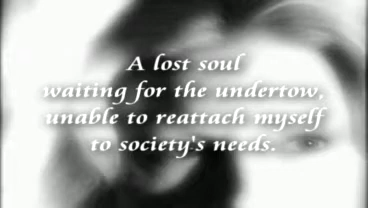 A lost soul
waiting for the undertow,
unable to reattach myself
to society's needs.